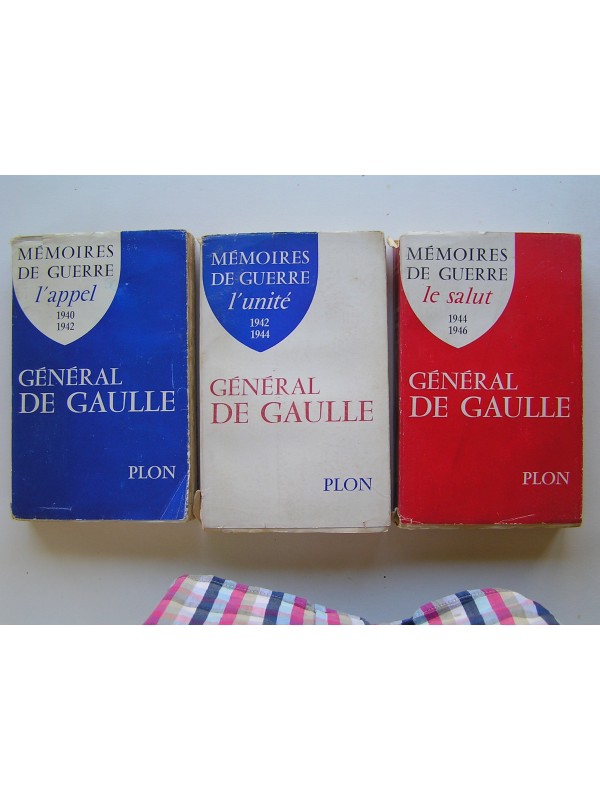 MÉMOIRES
DE GUERRE
l'appel
1940
1942
GÉNÉRAL
DE GAULLE
PLON
MÉMOIRES
DE GUERRE
l'unité
1942
1944
GÉNÉRAL
DE GAULLE
PLON
MÉMOIRES
DE GUERRE
le salut
1944
1946
GÉNÉRAL
DE GAULLE
PLON